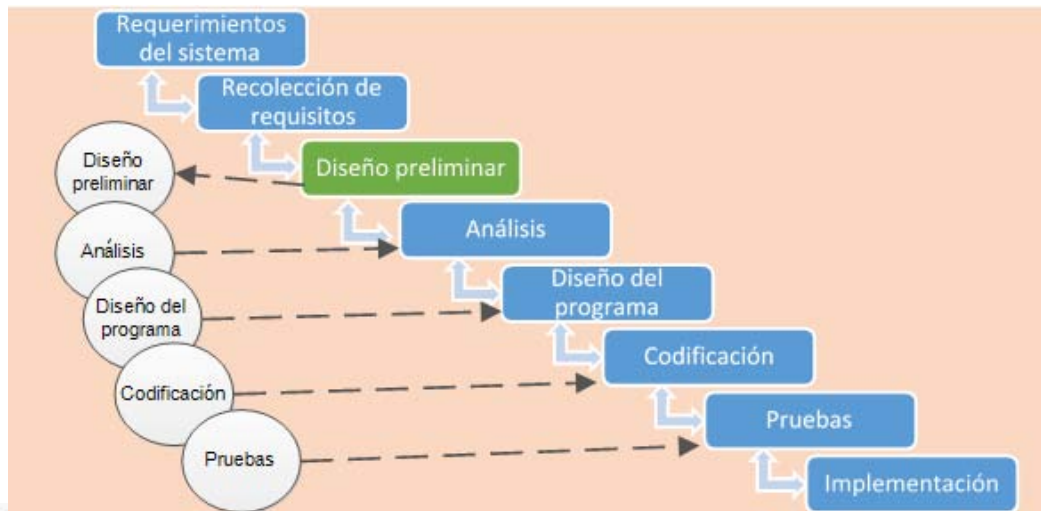 Requerimientos
del sistema
Recolección de
requisitos
Diseño preliminar
Análisis
Diseño del
programa
Codificación
Pruebas
Implementación
Diseño
preliminar
Análisis
Diseño del
programa
Codificación
Pruebas